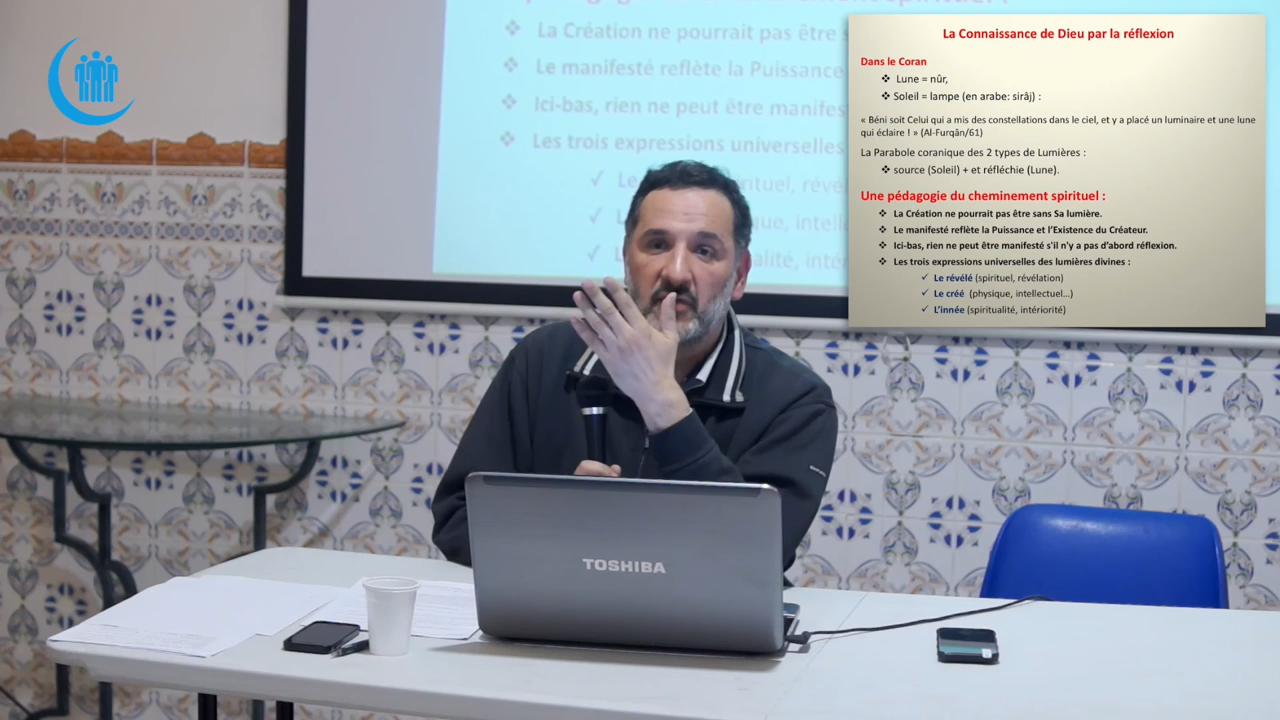 La Création ne pourrait pas être s
Le manifesté reflète la Puissance
Ici-bas, rien ne peut être manifes
Les trois expressions universelles
La Connaissance de Dieu par la réflexion
Dans le Coran
Lune = nûr,
Soleil = lampe (en arabe: sirâj) :
« Béni soit Celui qui a mis des constellations dans le ciel, et y a placé un luminaire et une lune
qui éclaire ! » (Al-Furqân/61)
La Parabole coranique des 2 types de Lumières :
source (Soleil) + et réfléchie (Lune).
Une pédagogie du cheminement spirituel :
La Création ne pourrait pas être sans Sa lumière.
Le manifesté reflète la Puissance et l’Existence du Créateur.
Ici-bas, rien ne peut être manifesté s'il n'y a pas d’abord réflexion.
Les trois expressions universelles des lumières divines :
Le révélé (spirituel, révélation)
Le créé (physique, intellectuel…)
L’innée (spiritualité, intériorité)
TOSHIBA